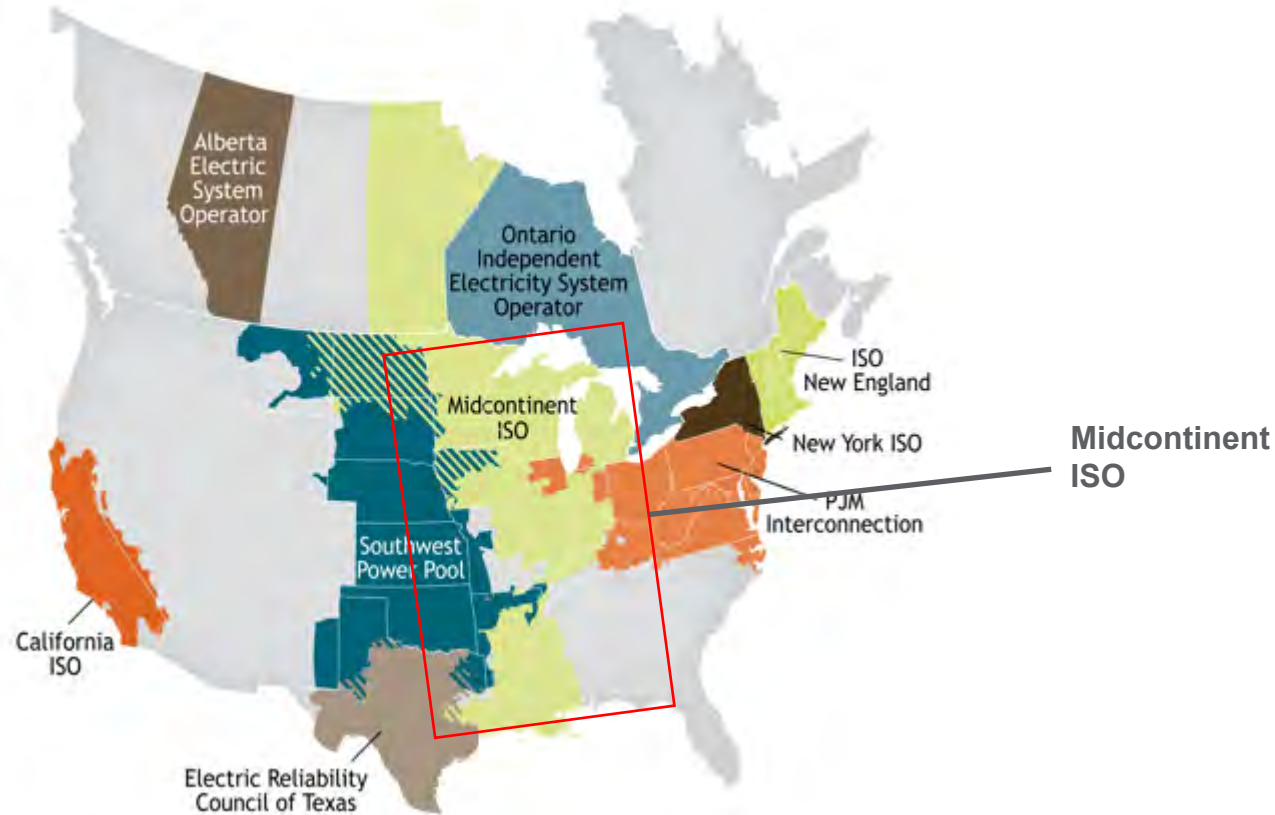 Alberta
Electric
System
Operator
Ontario
Independent
Electricity System
Operator
ISO
New England
Midcontinent
ISO
New York ISO
Midcontinent
ISO
PJM
Interconnection
Southwest
Power Pool
California
ISO
Electric Reliability
Council of Texas